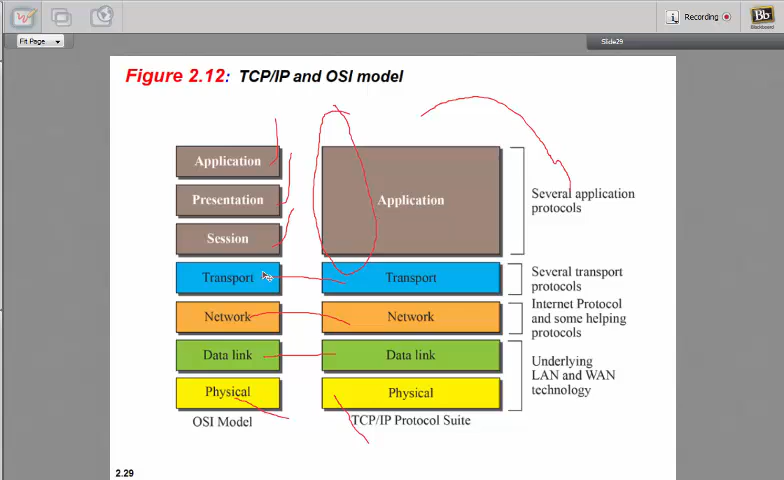 Recording
Bb
Blackboard
Fit Page
Slide29
Figure 2.12: TCP/IP and OSI model
Application
Presentation
Session
Transport
Network
Data link
Physical
OSI Model
Application
Transport
Network
Data link
Physical
TCP/IP Protocol Suite
Several application
protocols
Several transport
protocols
Internet Protocol
and some helping
protocols
Underlying
LAN and WAN
technology
2.29